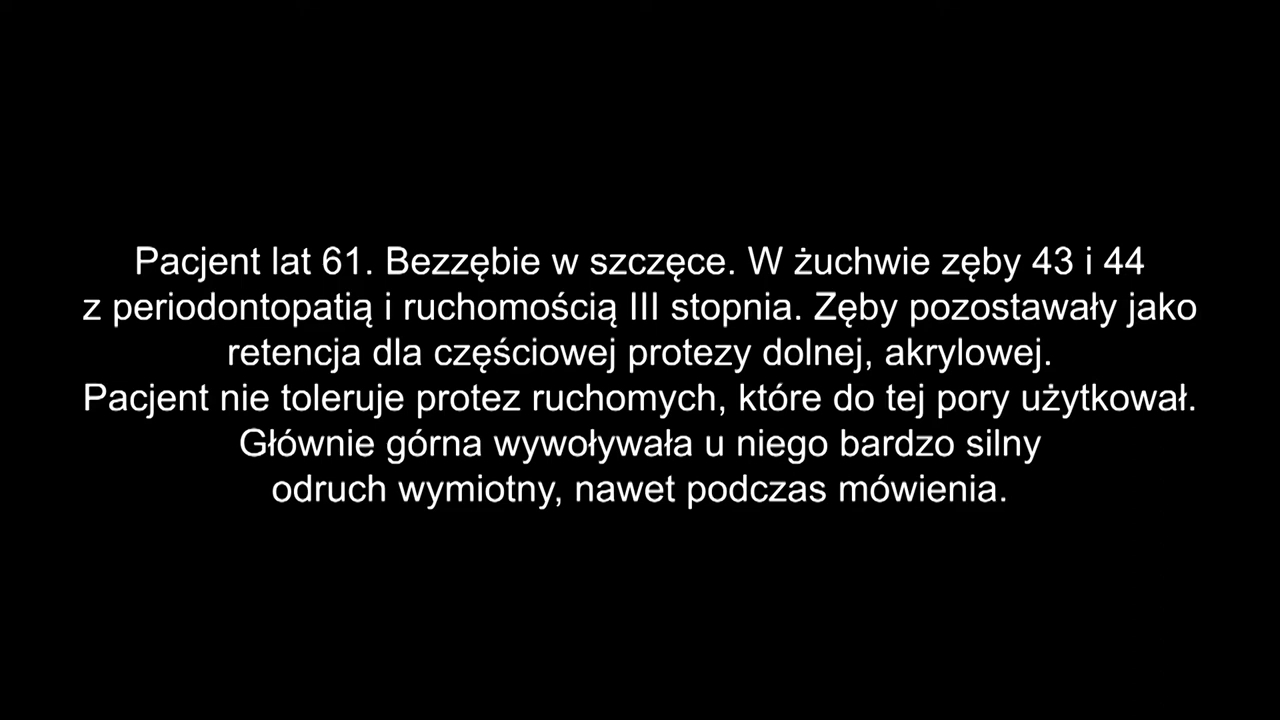 Pacjent lat 61. Bezzębie w szczęce. W żuchwie zęby 43 i 44
z periodontopatią i ruchomością III stopnia. Zęby pozostawały jako
retencja dla częściowej protezy dolnej, akrylowej.
Pacjent nie toleruje protez ruchomych, które do tej pory użytkował.
Głównie górna wywoływała u niego bardzo silny
odruch wymiotny, nawet podczas mówienia.